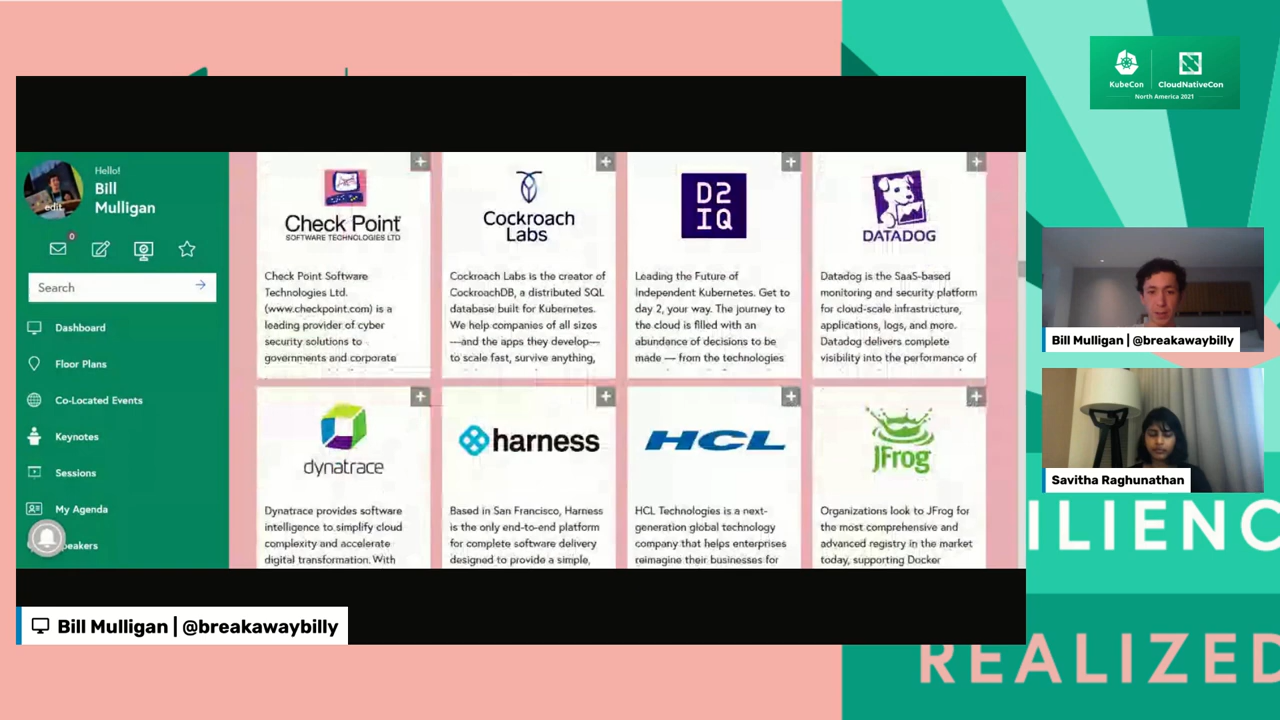 KubeCon
CloudNativeCon
North America 2021
Hello!
Bill
Mulligan
edit
0
Search
Dashboard
Floor Plans
Co-Located Events
Keynotes
Sessions
My Agenda
peakers
Check Point
SOFTWARE TECHNOLOGIES LTD
Check Point Software
Technologies Ltd.
(www.checkpoint.com) is a
leading provider of cyber
security solutions to
governments and corporate
Cockroach
Labs
Cockroach Labs is the creator of
CockroachDB, a distributed SQL
database built for Kubernetes.
We help companies of all sizes
—and the apps they develop—
to scale fast, survive anything,
D2
IQ
Leading the Future of
Independent Kubernetes. Get to
day 2, your way. The journey to
the cloud is filled with an
abundance of decisions to be
made — from the technologies
DATADOG
Datadog is the SaaS-based
monitoring and security platform
for cloud-scale infrastructure,
applications, logs, and more.
Datadog delivers complete
visibility into the performance of
dynatrace
Dynatrace provides software
intelligence to simplify cloud
complexity and accelerate
digital transformation. With
harness
Based in San Francisco, Harness
is the only end-to-end platform
for complete software delivery
designed to provide a simple,
HCL
HCL Technologies is a next-
generation global technology
company that helps enterprises
reimagine their businesses for
JFrog
Organizations look to JFrog for
the most comprehensive and
advanced registry in the market
today, supporting Docker
Bill Mulligan | @breakawaybilly
Savitha Raghunathan
ILIENC
REALIZED
Bill Mulligan | @breakawaybilly